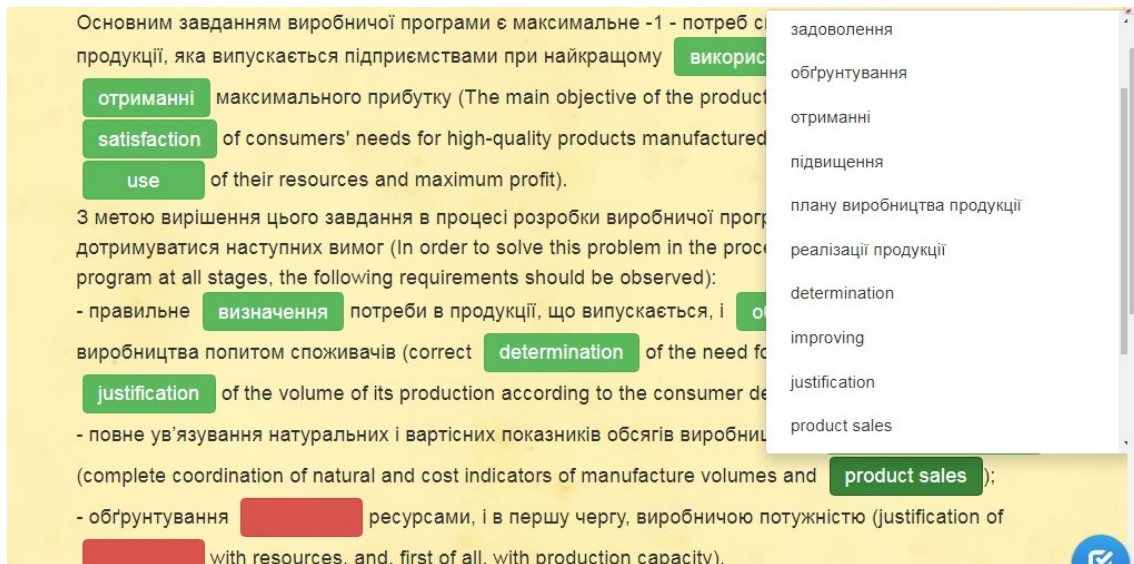 Основним завданням виробничої програми є максимальне -1 - потреб с
продукції, яка випускається підприємствами при найкращому викорис
отриманні максимального прибутку (The main objective of the product
satisfaction of consumers' needs for high-quality products manufactured
use of their resources and maximum profit).
З метою вирішення цього завдання в процесі розробки виробничої прогр
дотримуватися наступних вимог (In order to solve this problem in the proce
program at all stages, the following requirements should be observed):
- правильне визначення потреби в продукції, що випускається, і об
виробництва попитом споживачів (correct determination of the need fo
justification of the volume of its production according to the consumer de
- повне ув’язування натуральних і вартісних показників обсягів виробниц
(complete coordination of natural and cost indicators of manufacture volumes and product sales );
- обґрунтування ресурсами, і в першу чергу, виробничою потужністю (justification of
with resources, and, first of all, with production capacity).
задоволення
обґрунтування
отриманні
підвищення
плану виробництва продукції
реалізації продукції
determination
improving
justification
product sales